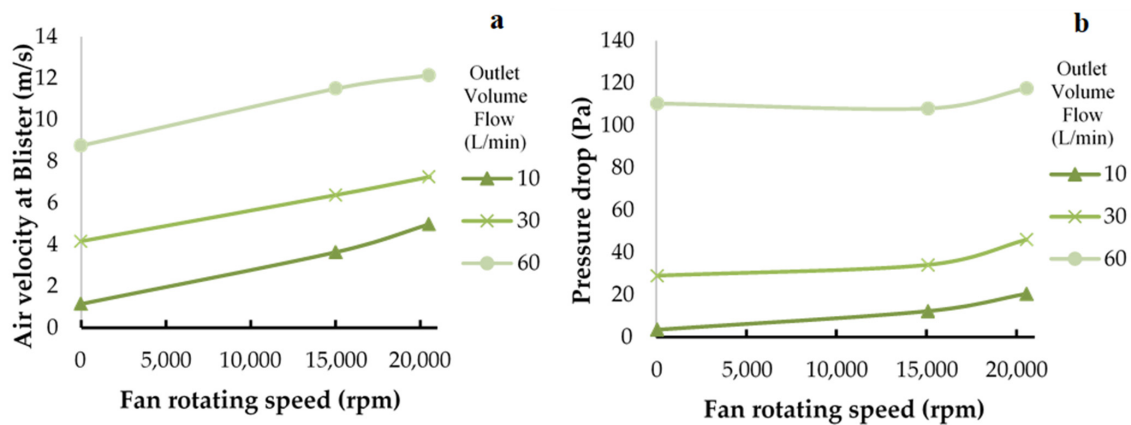 a
14
12
10
8
6
4
2
0
Air velocity at Blister (m/s)
0 5,000 10,000 15,000 20,000
Fan rotating speed (rpm)
Outlet
Volume
Flow
(L/min)
10
30
60
b
140
120
100
80
60
40
20
0
Pressure drop (Pa)
0 5,000 10,000 15,000 20,000
Fan rotating speed (rpm)
Outlet
Volume
Flow
(L/min)
10
30
60